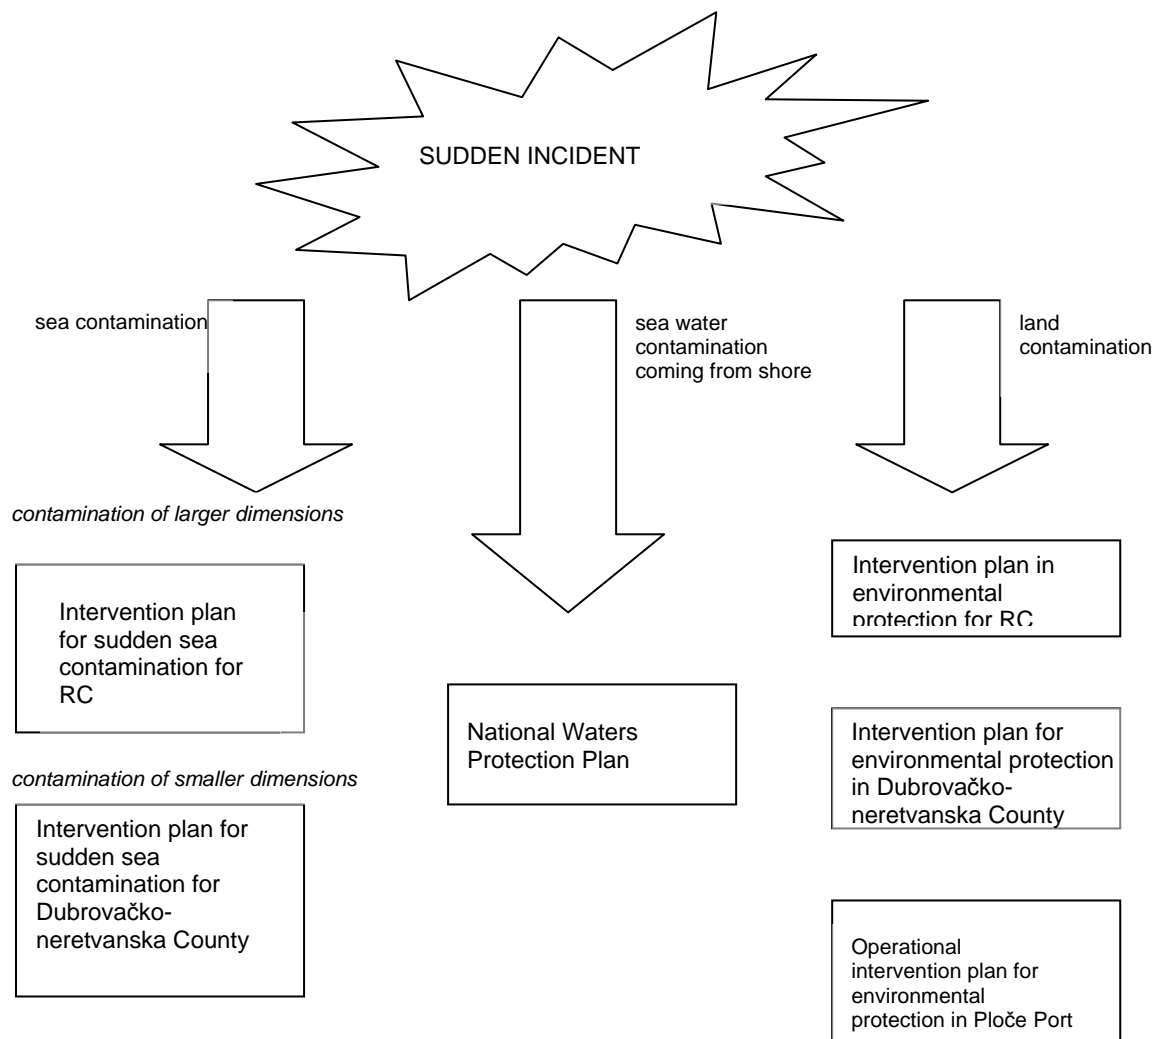 SUDDEN INCIDENT
sea contamination
sea water
contamination
coming from shore
land
contamination
contamination of larger dimensions
Intervention plan
for sudden sea
contamination for
RC
contamination of smaller dimensions
Intervention plan for
sudden sea
contamination for
Dubrovačko-
neretvanska County
National Waters
Protection Plan
Intervention plan in
environmental
protection for RC
Intervention plan for
environmental protection
in Dubrovačko-
neretvanska County
Operational
intervention plan for
environmental
protection in Ploče Port